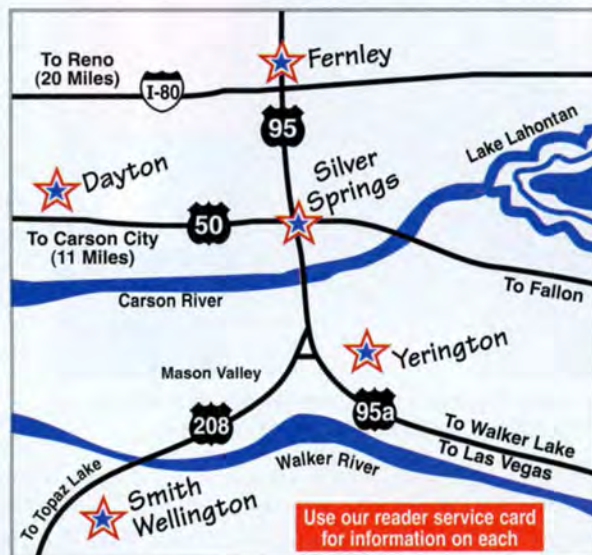 To Reno
(20 Miles)
I-80
Fernley
95
Dayton
Silver
Springs
Lake Lahontan
50
To Carson City
(11 Miles)
Carson River
To Fallon
Mason Valley
Yerington
208
95a
To Walker Lake
To Las Vegas
Walker River
To Topaz Lake
Smith
Wellington
Use our reader service card
for information on each